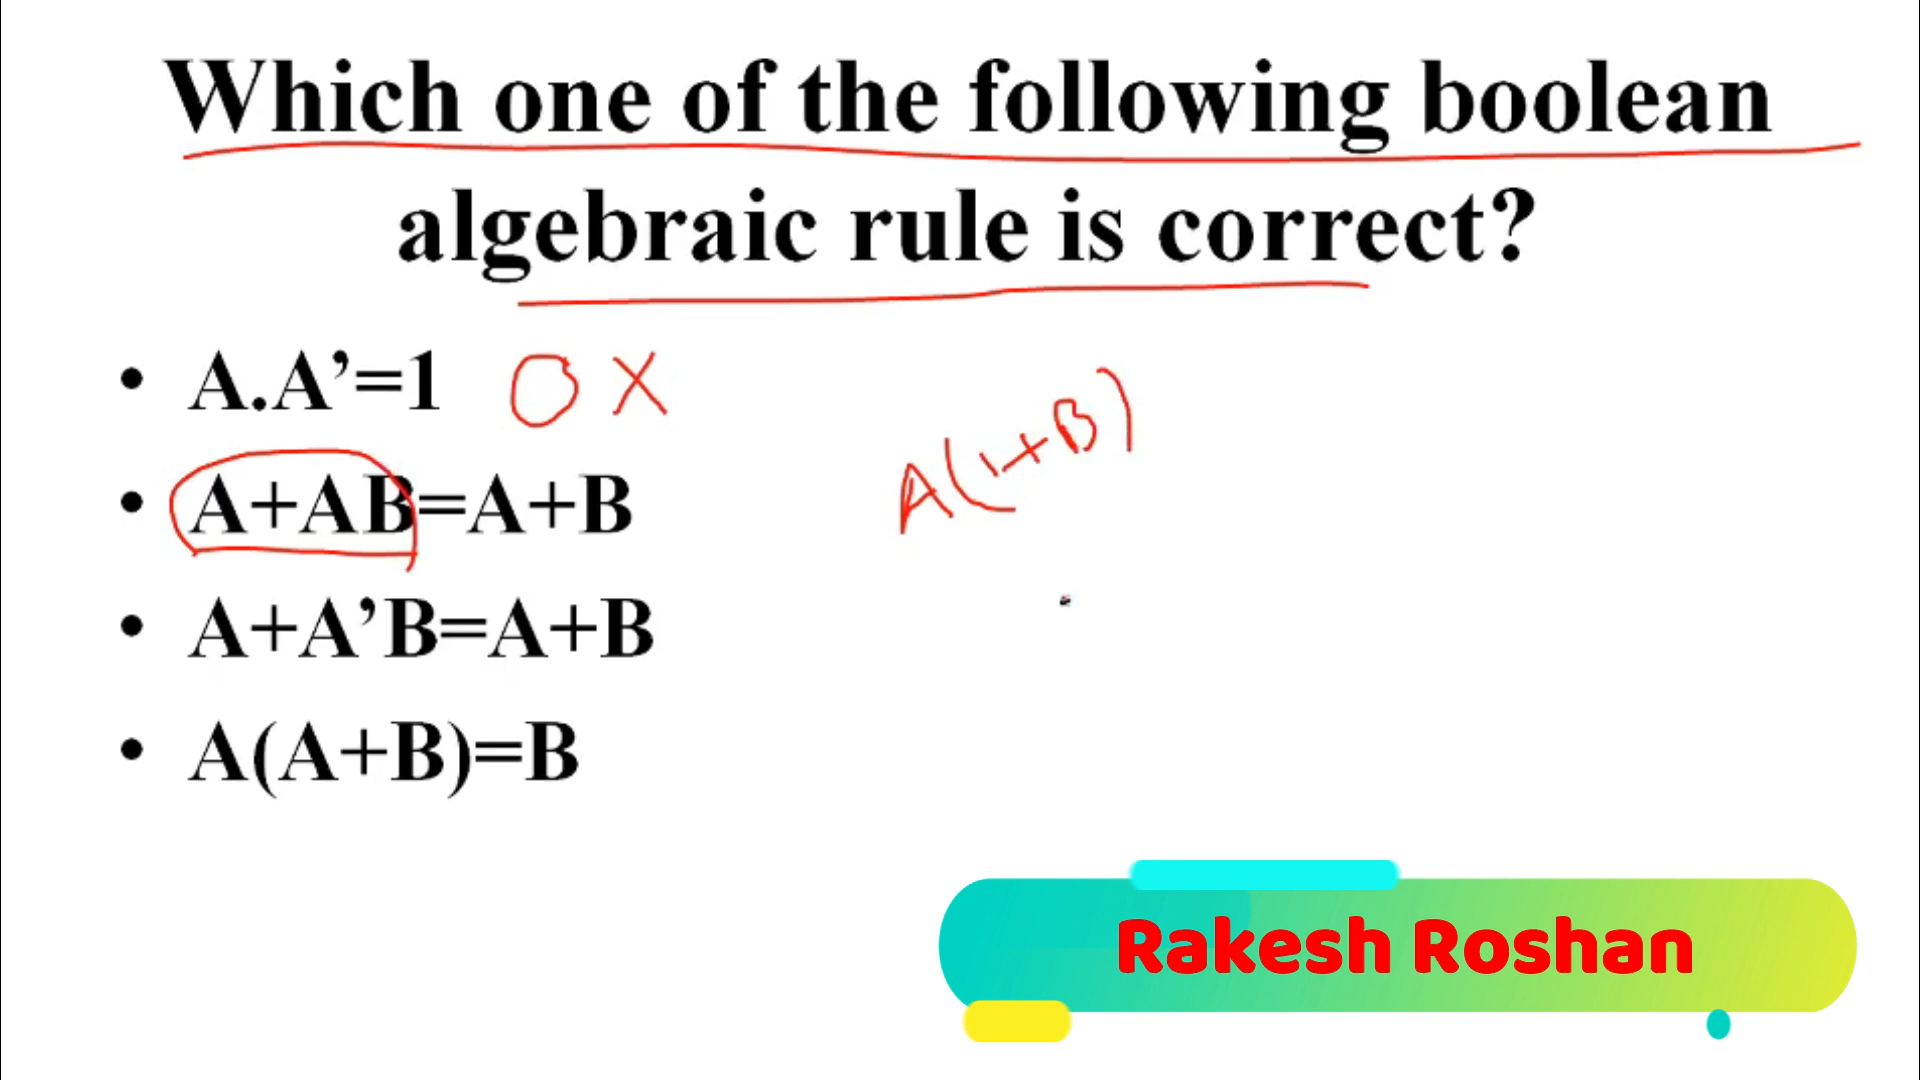 Which one of the following boolean
algebraic rule is correct?
• A.A’=1 0 X
• A+AB=A+B A(1+B)
• A+A’B=A+B
• A(A+B)=B
Rakesh Roshan